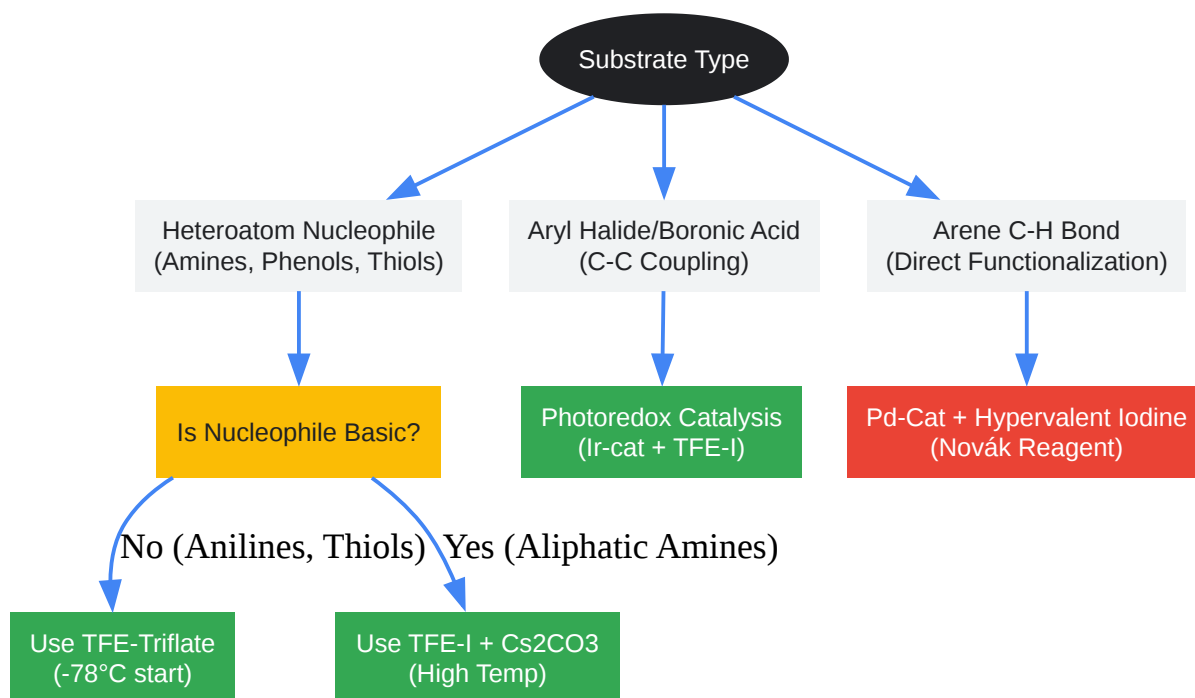 Substrate Type
Heteroatom Nucleophile
(Amines, Phenols, Thiols)
Aryl Halide/Boronic Acid
(C-C Coupling)
Arene C-H Bond
(Direct Functionalization)
Is Nucleophile Basic?
Photoredox Catalysis
(Ir-cat + TFE-I)
Pd-Cat + Hypervalent Iodine
(Novák Reagent)
No (Anilines, Thiols)
Yes (Aliphatic Amines)
Use TFE-Triflate
(-78°C start)
Use TFE-I + Cs2CO3
(High Temp)